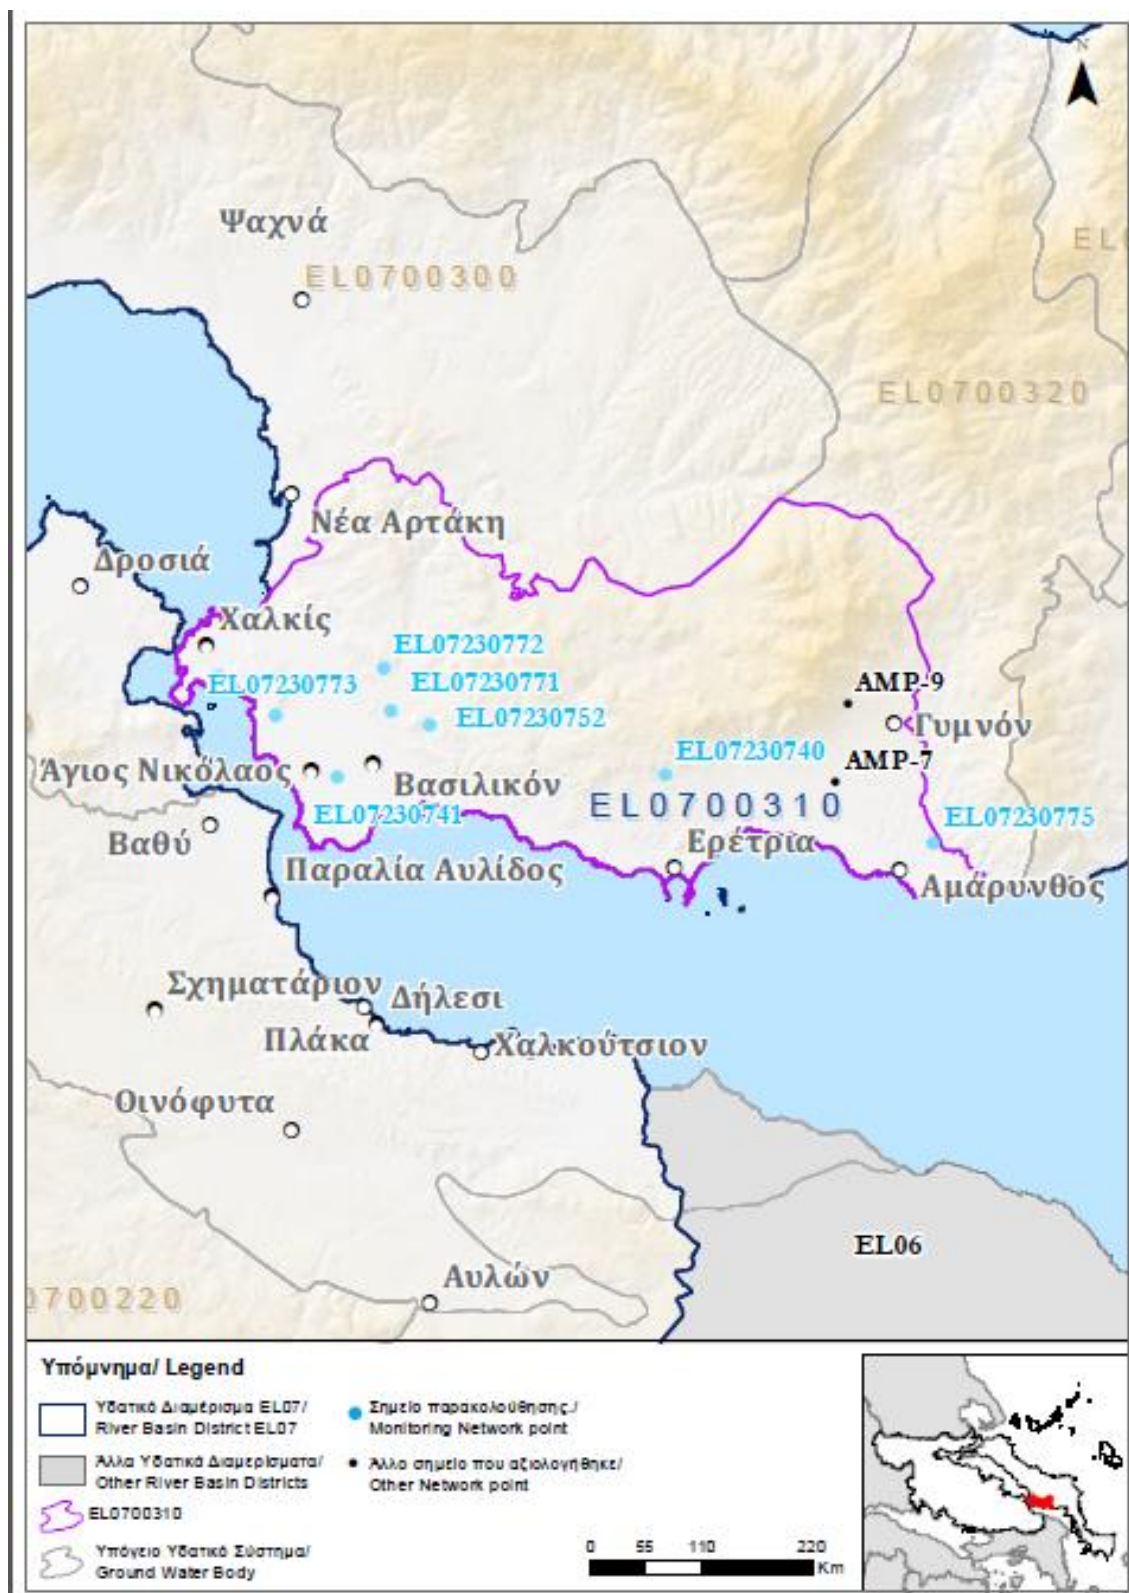 N
Ψαχνά
EL0700300
EL
EL0700320
Νέα Αρτάκη
Δροσιά
Χαλκίς
EL07230772
EL07230773
EL07230771
AMP-9
EL07230752
Γυμνόν
EL07230740
AMP-7
Άγιος Νικόλαος
Βασιλικόν
EL0700310
EL07230741
EL07230775
Βαθύ
Ερέτρια
Παραλία Αυλίδος
Αμάρυνθος
Σχηματάριον
Δήλεσι
Πλάκα
Χαλκούτσιον
Οινόφυτα
EL06
Αυλών
0700220
Υπόμνημα/ Legend
Υδατικό Διαμέρισμα EL07/
River Basin District EL07
Άλλα Υδατικά Διαμερίσματα/
Other River Basin Districts
EL0700310
Υπόγειο Υδατικό Σύστημα/
Ground Water Body
Σημείο παρακολούθησης./
Monitoring Network point
Άλλο σημείο που αξιολογήθηκε/
Other Network point
0 55 110 220
Km